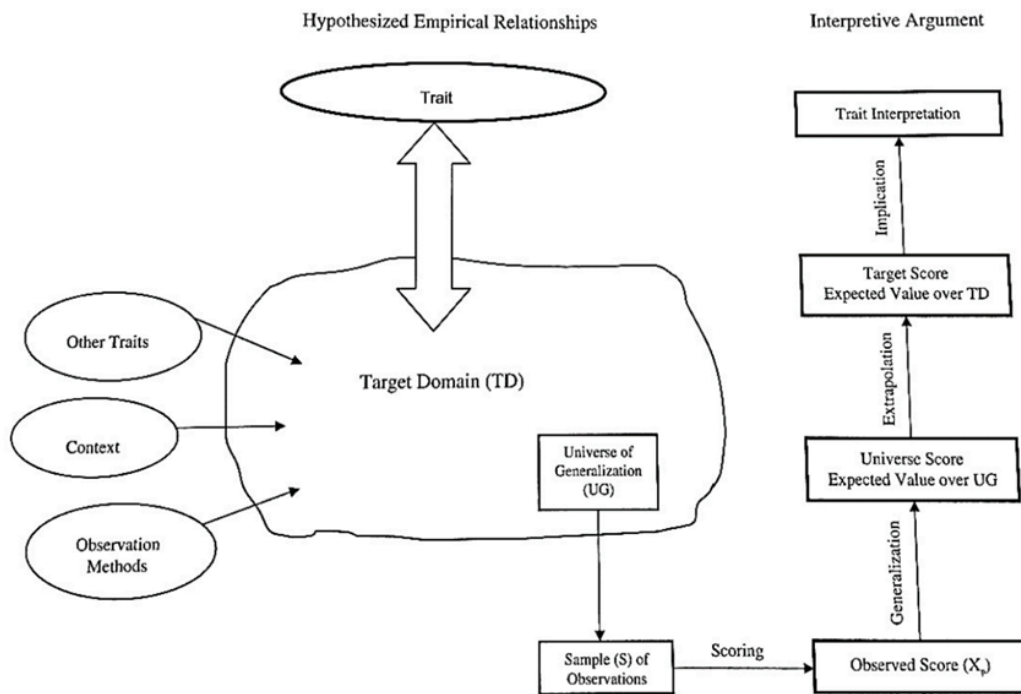 Hypothesized Empirical Relationships
Interpretive Argument
Trait
Trait Interpretation
Implication
Target Score
Expected Value over TD
Other Traits
Target Domain (TD)
Extrapolation
Context
Universe of
Generalization
(UG)
Universe Score
Expected Value over UG
Observation
Methods
Generalization
Sample (S) of
Observations
Scoring
Observed Score (Xₚ)